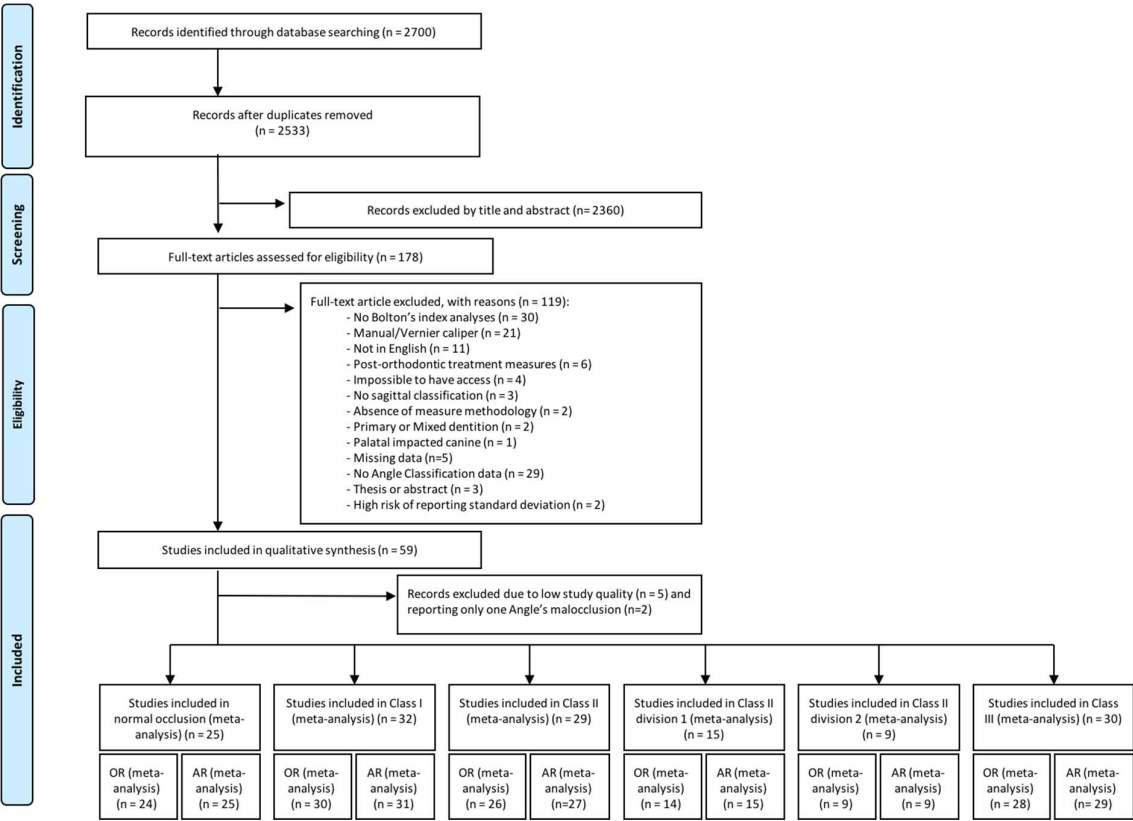 Identification
Records identified through database searching (n = 2700)
Records after duplicates removed
(n = 2533)
Screening
Records excluded by title and abstract (n= 2360)
Full-text articles assessed for eligibility (n = 178)
Eligibility
Full-text article excluded, with reasons (n = 119):
- No Bolton's index analyses (n = 30)
- Manual/Vernier caliper (n = 21)
- Not in English (n = 11)
- Post-orthodontic treatment measures (n = 6)
- Impossible to have access (n = 4)
- No sagittal classification (n = 3)
- Absence of measure methodology (n = 2)
- Primary or Mixed dentition (n = 2)
- Palatal impacted canine (n = 1)
- Missing data (n=5)
- No Angle Classification data (n = 29)
- Thesis or abstract (n = 3)
- High risk of reporting standard deviation (n = 2)
Included
Studies included in qualitative synthesis (n = 59)
Records excluded due to low study quality (n = 5) and
reporting only one Angle's malocclusion (n=2)
Studies included in
normal occlusion (meta-
analysis) (n = 25)
Studies included in Class I
(meta-analysis) (n = 32)
Studies included in Class II
(meta-analysis) (n = 29)
Studies included in Class II
division 1 (meta-analysis)
(n = 15)
Studies included in Class II
division 2 (meta-analysis)
(n = 9)
Studies included in Class
III (meta-analysis) (n = 30)
OR (meta-
analysis)
(n = 24)
AR (meta-
analysis)
(n = 25)
OR (meta-
analysis)
(n = 30)
AR (meta-
analysis)
(n = 31)
OR (meta-
analysis)
(n = 26)
AR (meta-
analysis)
(n=27)
OR (meta-
analysis)
(n = 14)
AR (meta-
analysis)
(n = 15)
OR (meta-
analysis)
(n = 9)
AR (meta-
analysis)
(n = 9)
OR (meta-
analysis)
(n = 28)
AR (meta-
analysis)
(n = 29)